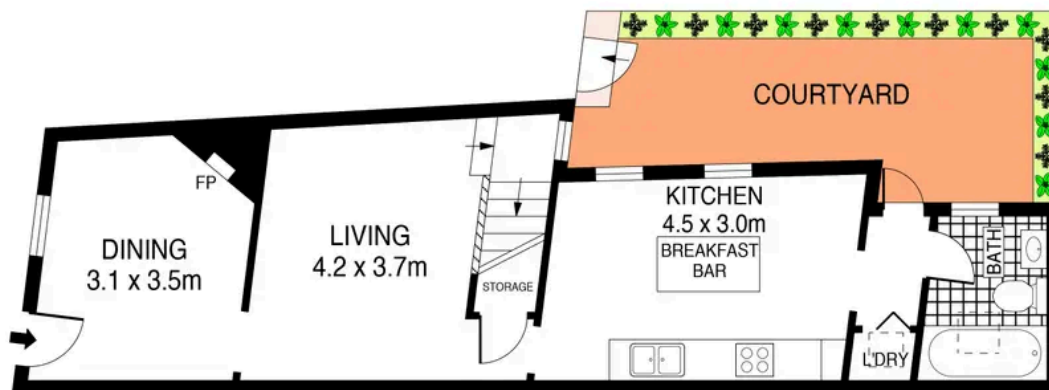 COURTYARD
FP
DINING
3.1 x 3.5m
LIVING
4.2 x 3.7m
STORAGE
KITCHEN
4.5 x 3.0m
BREAKFAST
BAR
BATH
L'DRY